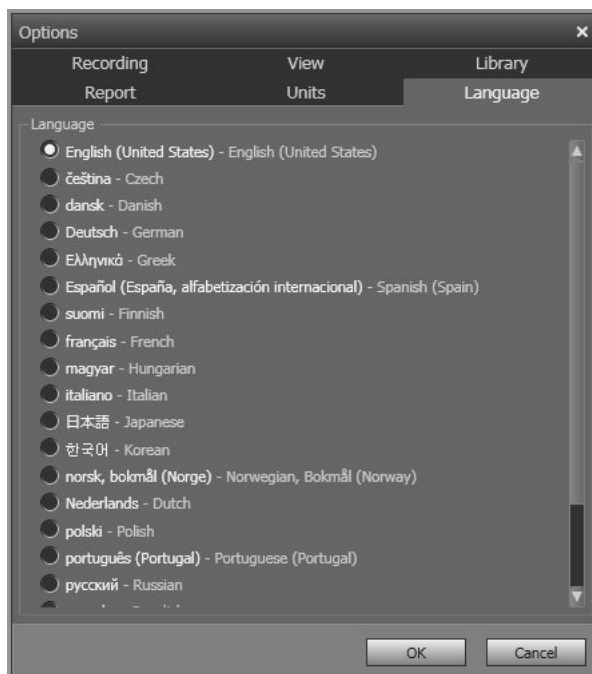 Options
Recording View Library
Report Units Language
Language
English (United States) - English (United States)
čeština - Czech
dansk - Danish
Deutsch - German
Ελληνικά - Greek
Español (España, alfabetización internacional) - Spanish (Spain)
suomi - Finnish
français - French
magyar - Hungarian
italiano - Italian
日本語 - Japanese
한국어 - Korean
norsk, bokmål (Norge) - Norwegian, Bokmål (Norway)
Nederlands - Dutch
polski - Polish
português (Portugal) - Portuguese (Portugal)
русский - Russian
OK Cancel